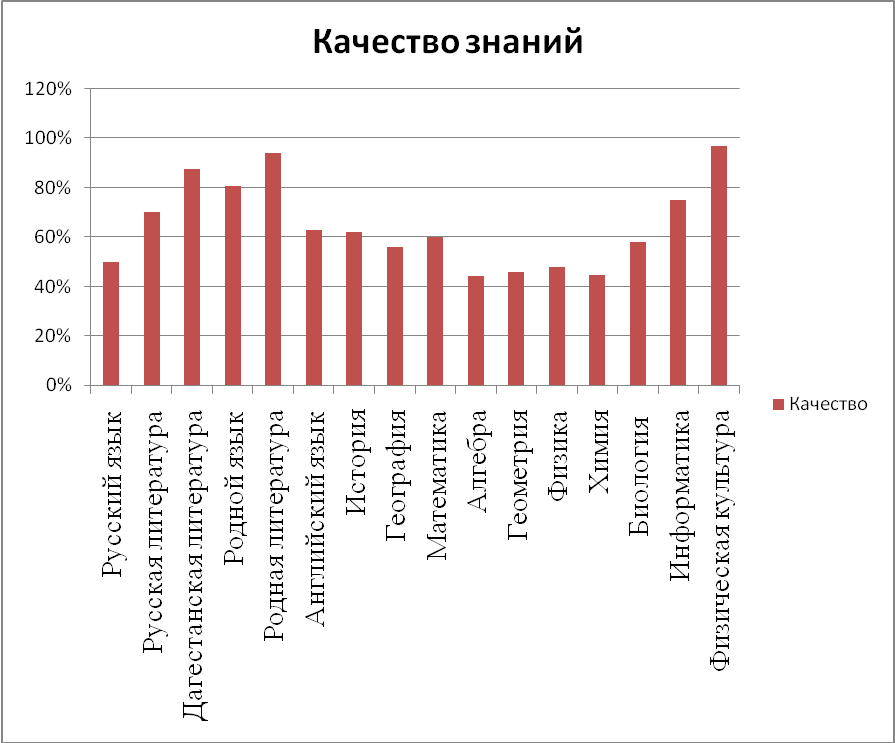 Качество знаний
120%
100%
80%
60%
40%
20%
0%
Русский язык
Русская литература
Дагестанская литература
Родной язык
Родная литература
Английский язык
История
География
Математика
Алгебра
Геометрия
Физика
Химия
Биология
Информатика
Физическая культура
Качество